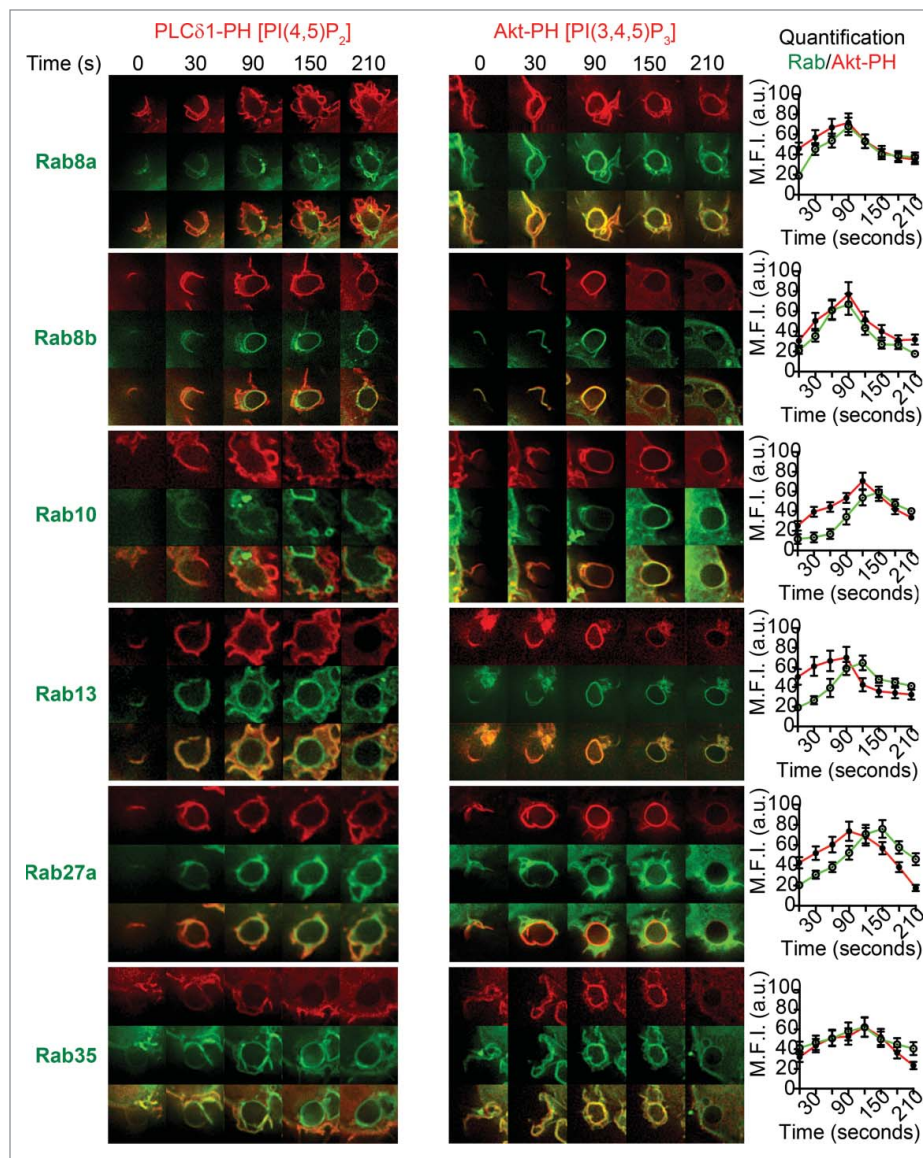 PLCδ1-PH [PI(4,5)P2]
Akt-PH [PI(3,4,5)P3]
Quantification
Rab/Akt-PH
Time (s) 0 30 90 150 210
0 30 90 150 210
Rab8a
M.F.I. (a.u.)
100
80
60
40
20
0
30 90 150 210
Time (seconds)
Rab8b
M.F.I. (a.u.)
100
80
60
40
20
0
30 90 150 210
Time (seconds)
Rab10
M.F.I. (a.u.)
100
80
60
40
20
0
30 90 150 210
Time (seconds)
Rab13
M.F.I. (a.u.)
100
80
60
40
20
0
30 90 150 210
Time (seconds)
Rab27a
M.F.I. (a.u.)
100
80
60
40
20
0
30 90 150 210
Time (seconds)
Rab35
M.F.I. (a.u.)
100
80
60
40
20
0
30 90 150 210
Time (seconds)